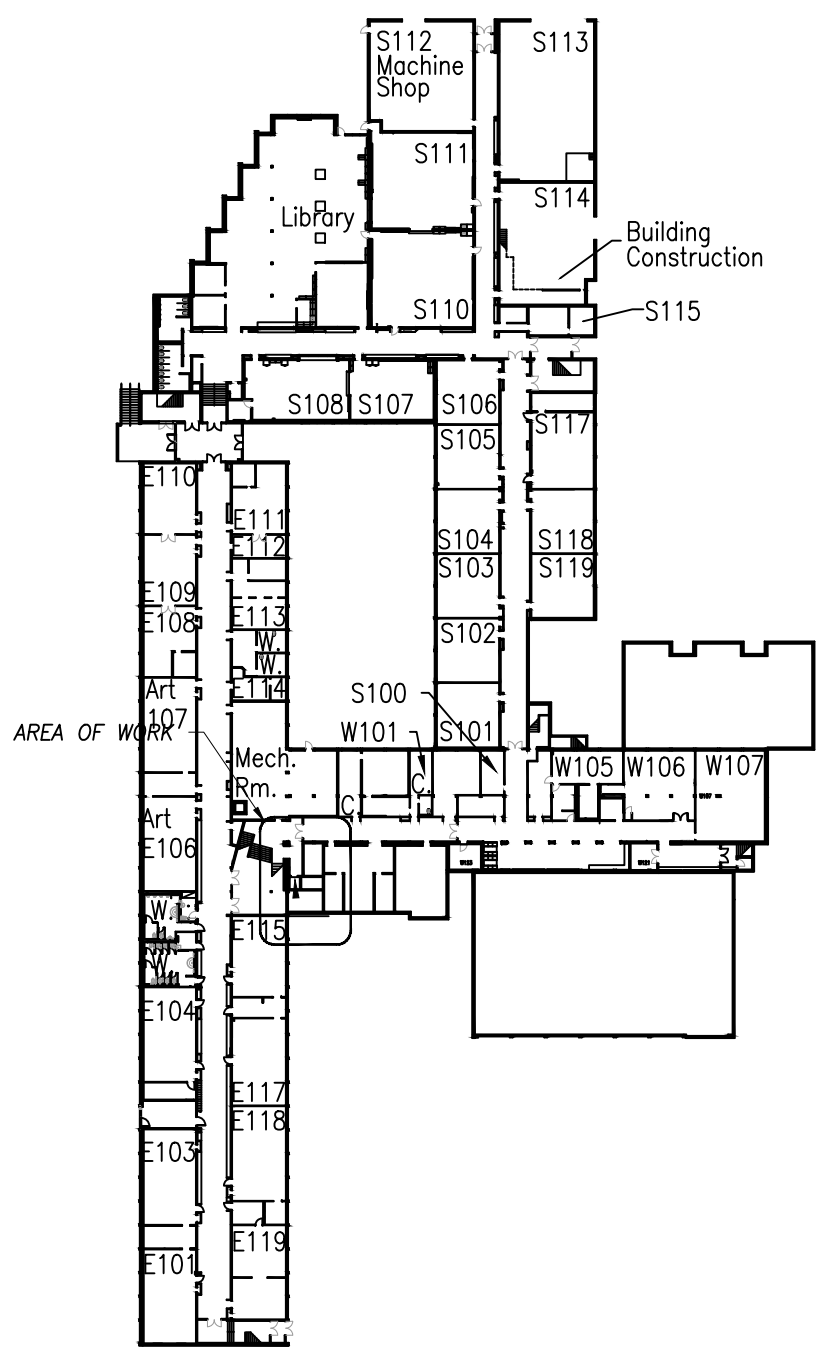 S112
Machine
Shop
S113
S111
S114
Library
Building
Construction
S110
S115
S108
S107
S106
S105
S117
E110
E111
E112
S104
S103
S118
S119
E109
E108
E113
W.
W.
S102
E114
Art
107
S100
W101
S101
AREA OF WORK
Mech.
Rm.
C.
C.
W105
W106
W107
W107
Art
E106
W.
E115
W
E104
E117
E118
E103
E119
E101